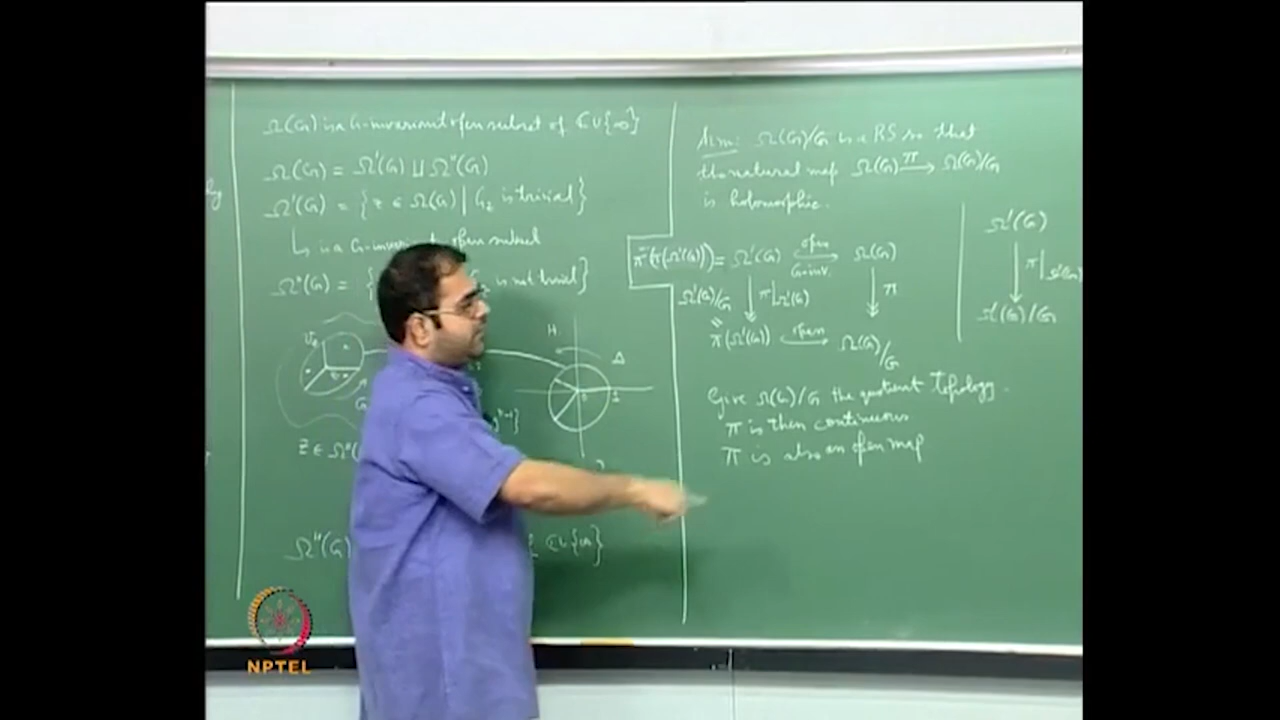 Ω(G) is a G-invariant open subset of ℂ∪{∞}
Ω(G) = Ω'(G) ⊔ Ω''(G)
Ω'(G) = {z ∈ Ω(G) | G_z is trivial}
↳ is a G-invariant open subset
Ω''(G) = { is not trivial}
H
Δ
1
z ∈ Ω''(
Ω''(G) ℂ∪{∞}
Aim: Ω(G)/G is a RS so that
the natural map Ω(G) —π→ Ω(G)/G
is holomorphic.
π⁻¹(π(Ω'(G))) = Ω'(G) open G-inv. Ω(G)
Ω'(G)/G π|Ω'(G) π
= π(Ω'(G)) open Ω(G)/G
Ω'(G)
π|Ω'(G)
Ω'(G)/G
Give Ω(G)/G the quotient Topology.
π is then continuous
π is also an open map
NPTEL